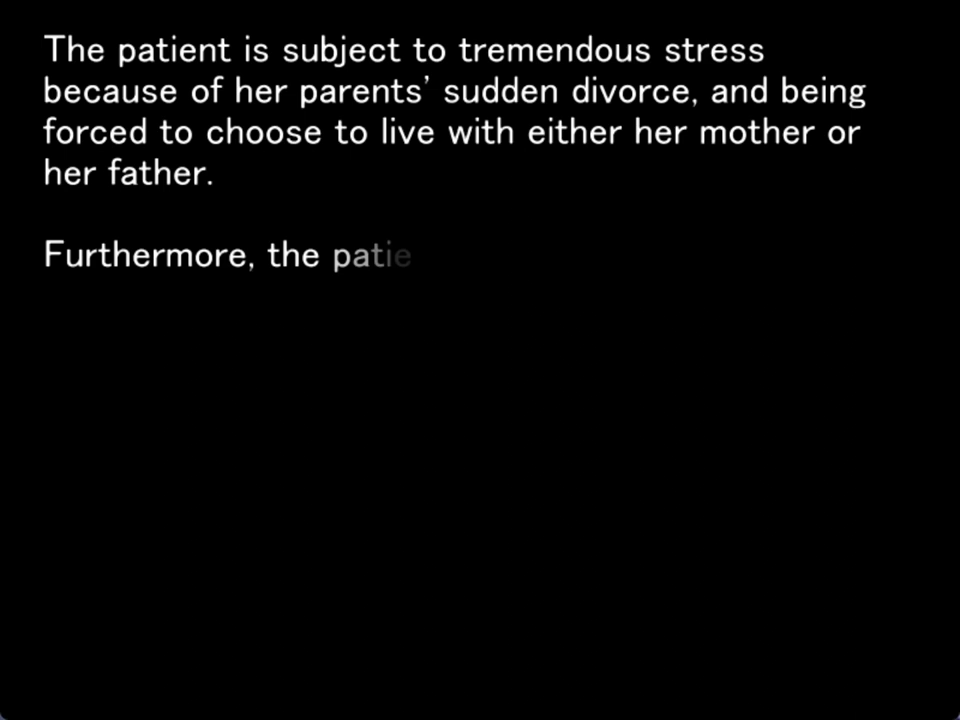 The patient is subject to tremendous stress
because of her parents’ sudden divorce, and being
forced to choose to live with either her mother or
her father.
Furthermore, the patie